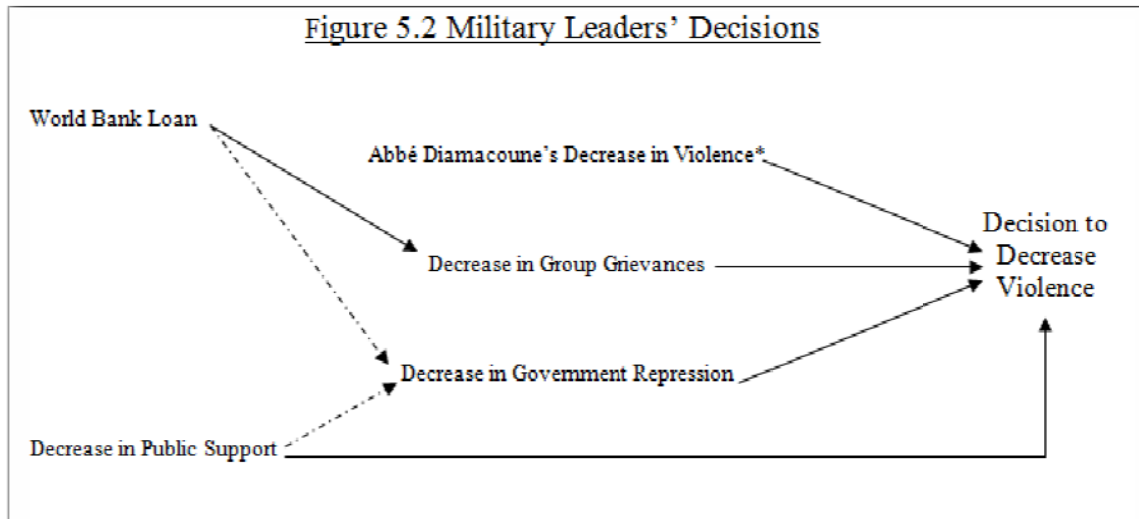 Figure 5.2 Military Leaders’ Decisions
World Bank Loan
Abbé Diamacoune’s Decrease in Violence*
Decision to
Decrease
Violence
Decrease in Group Grievances
Decrease in Government Repression
Decrease in Public Support